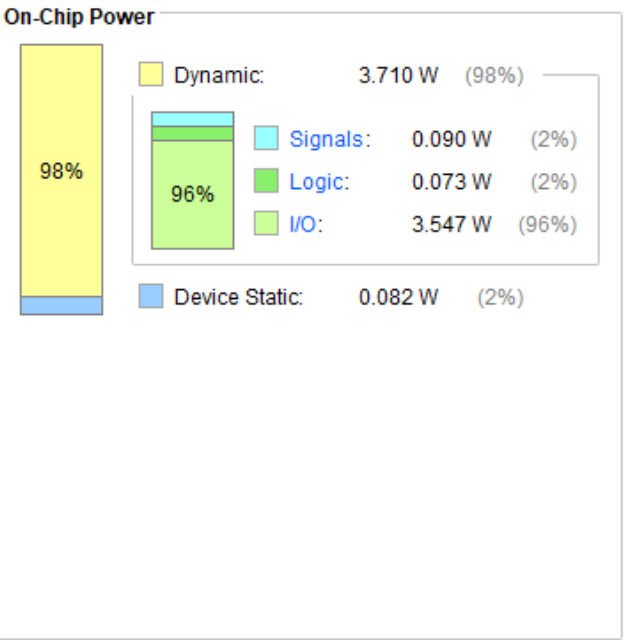 On-Chip Power
98%
Dynamic: 3.710 W (98%)
96%
Signals: 0.090 W (2%)
Logic: 0.073 W (2%)
I/O: 3.547 W (96%)
Device Static: 0.082 W (2%)